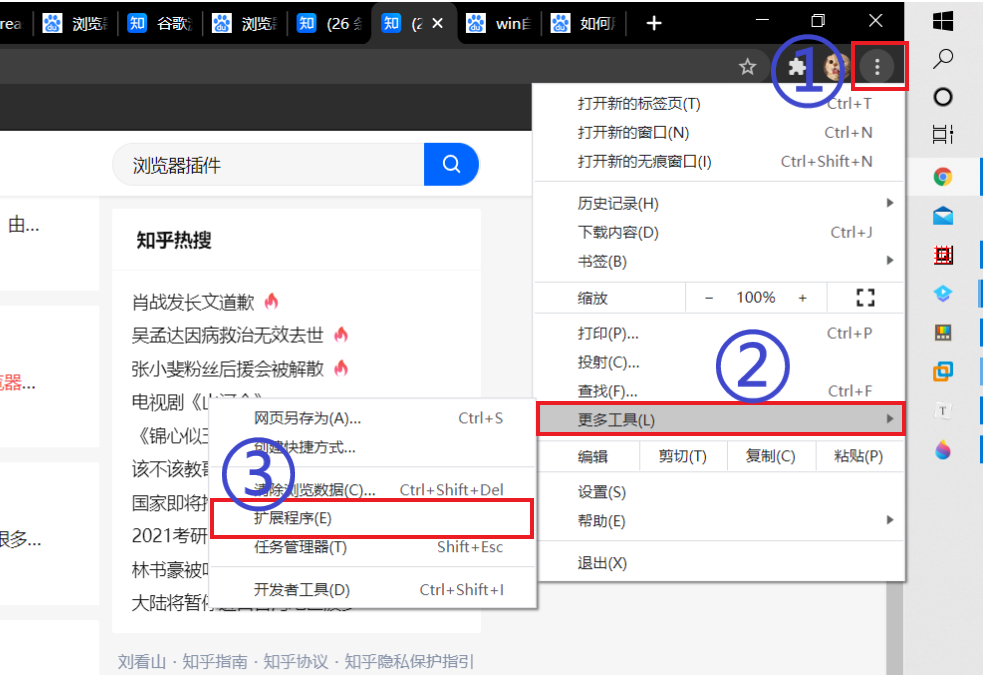 rea
浏览
知 谷歌
浏览
知 (26 条
知 (2
win
如何
①
打开新的标签页(T) Ctrl+T
打开新的窗口(N) Ctrl+N
打开新的无痕窗口(I) Ctrl+Shift+N
历史记录(H)
下载内容(D) Ctrl+J
书签(B)
缩放 − 100% +
打印(P)... Ctrl+P
投射(C)...
②
查找(F)... Ctrl+F
更多工具(L)
编辑 剪切(T) 复制(C) 粘贴(P)
设置(S)
帮助(E)
退出(X)
网页另存为(A)... Ctrl+S
创建快捷方式...
③
清除浏览数据(C)... Ctrl+Shift+Del
扩展程序(E)
任务管理器(T) Shift+Esc
开发者工具(D) Ctrl+Shift+I
浏览器插件
由...
知乎热搜
肖战发长文道歉
吴孟达因病救治无效去世
张小斐粉丝后援会被解散
器...
电视剧《山河令》
《锦心似玉
该不该教
国家即将
很多...
2021考研
林书豪被
大陆将暂停
刘看山 · 知乎指南 · 知乎协议 · 知乎隐私保护指引
T